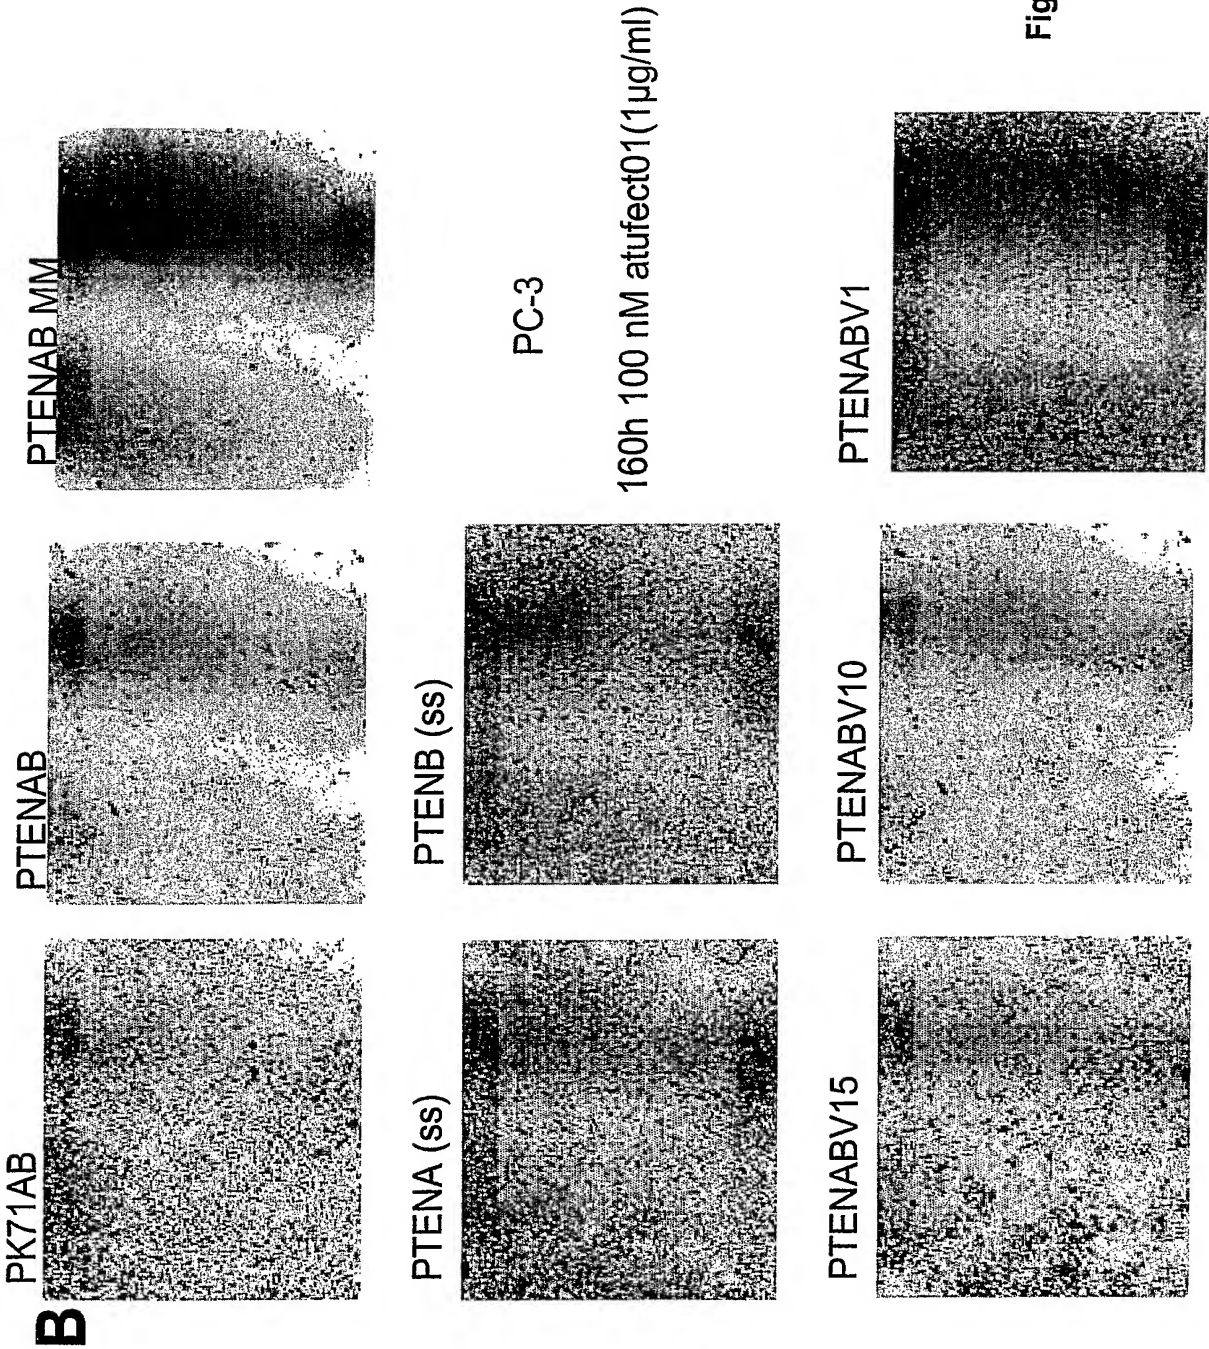 B
PK71AB
PTENAB
PTENAB MM
PTENA (ss)
PTENB (ss)
PC-3
160h 100 nM atufect01(1µg/ml)
PTENABV15
PTENABV10
PTENABV1
Fig